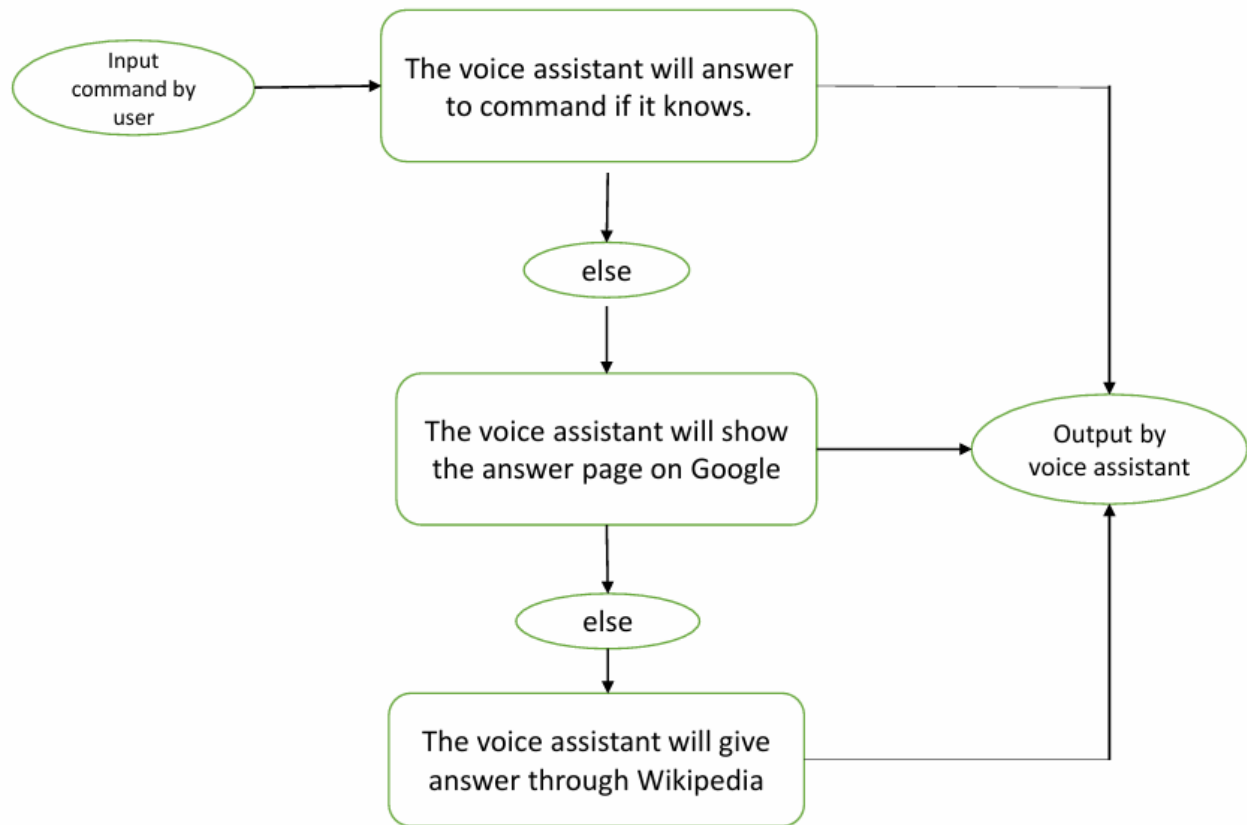 Input
command by
user
The voice assistant will answer
to command if it knows.
else
The voice assistant will show
the answer page on Google
Output by
voice assistant
else
The voice assistant will give
answer through Wikipedia